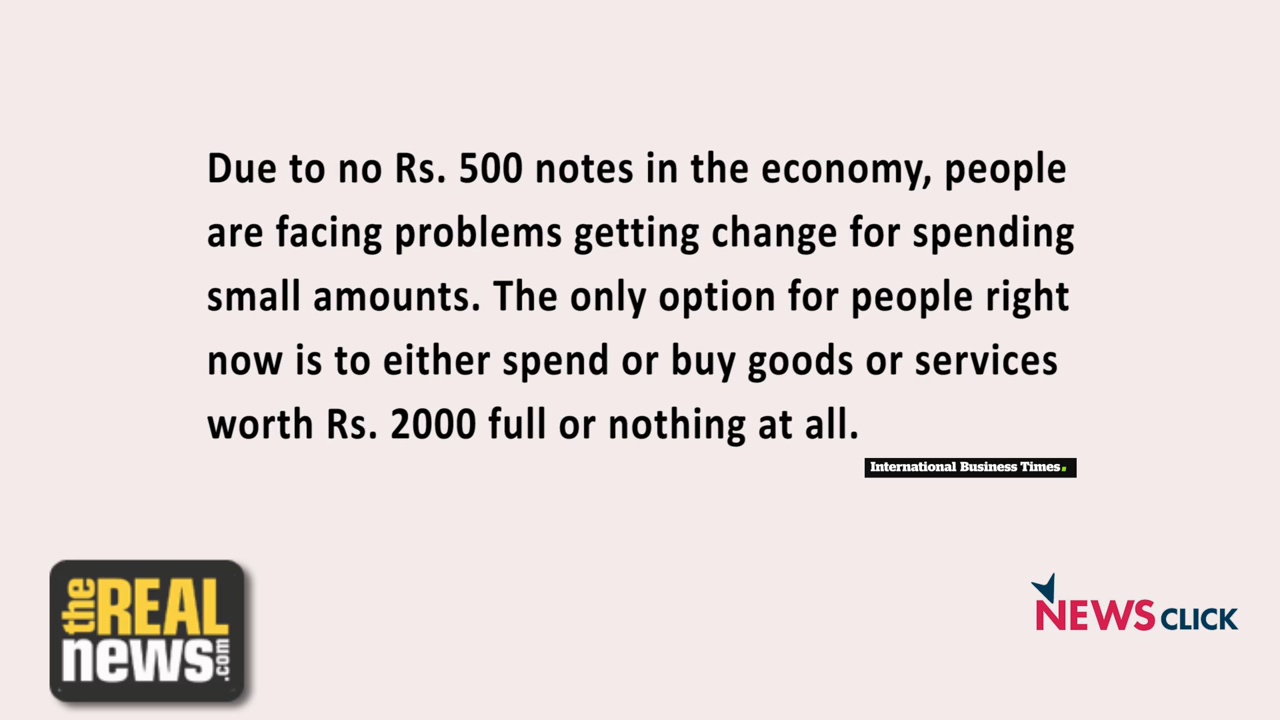 Due to no Rs. 500 notes in the economy, people
are facing problems getting change for spending
small amounts. The only option for people right
now is to either spend or buy goods or services
worth Rs. 2000 full or nothing at all.
International Business Times.
the REAL
news.com
NEWSCLICK